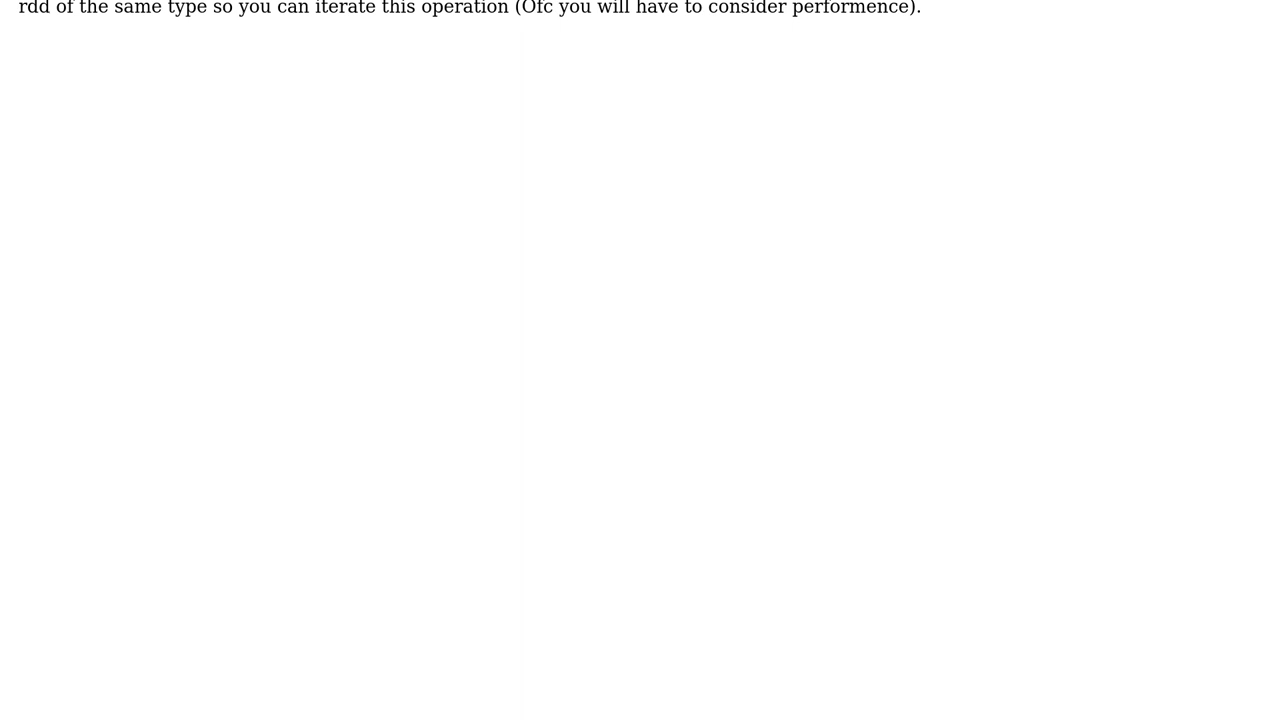 rdd of the same type so you can iterate this operation (Ofc you will have to consider performence).